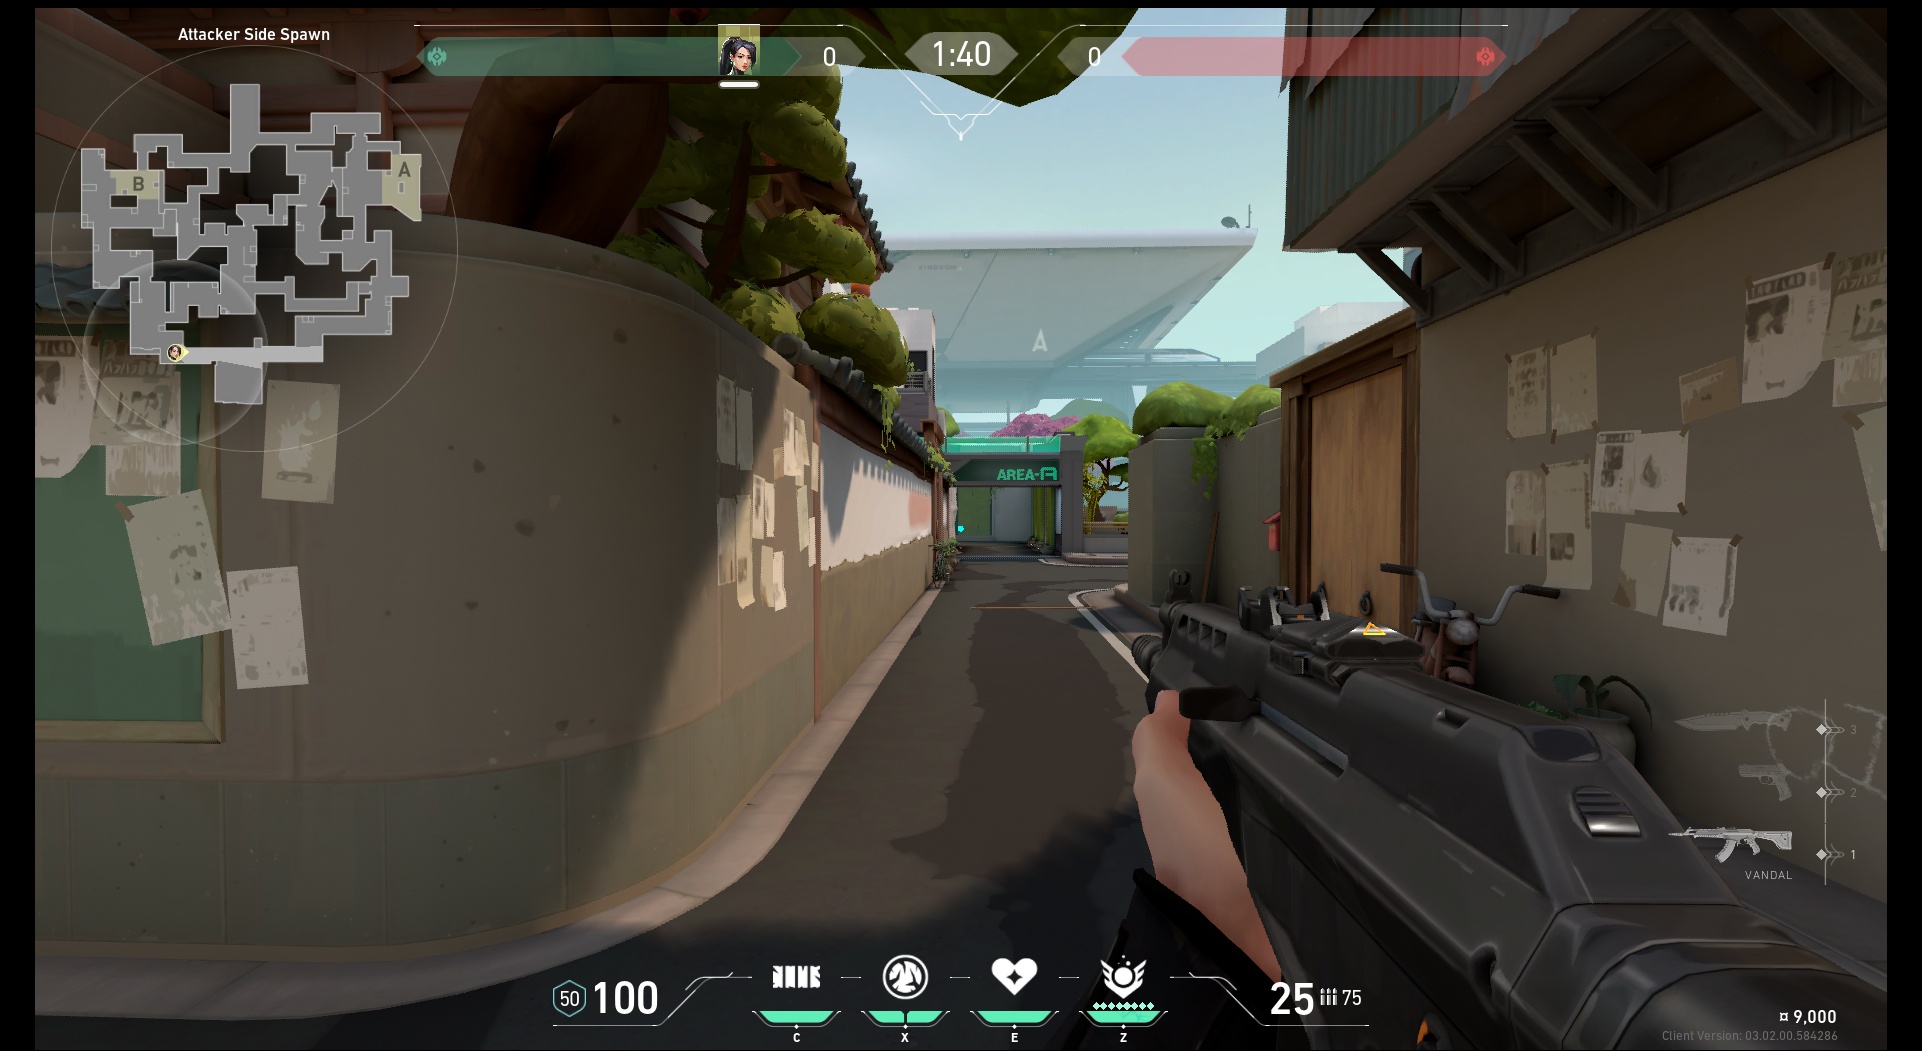 Attacker Side Spawn
0
1:40
0
B
A
A
AREA-A
3
2
1
VANDAL
50
100
25
75
C
X
E
Z
¤ 9,000
Client Version: 03.02.00.584286